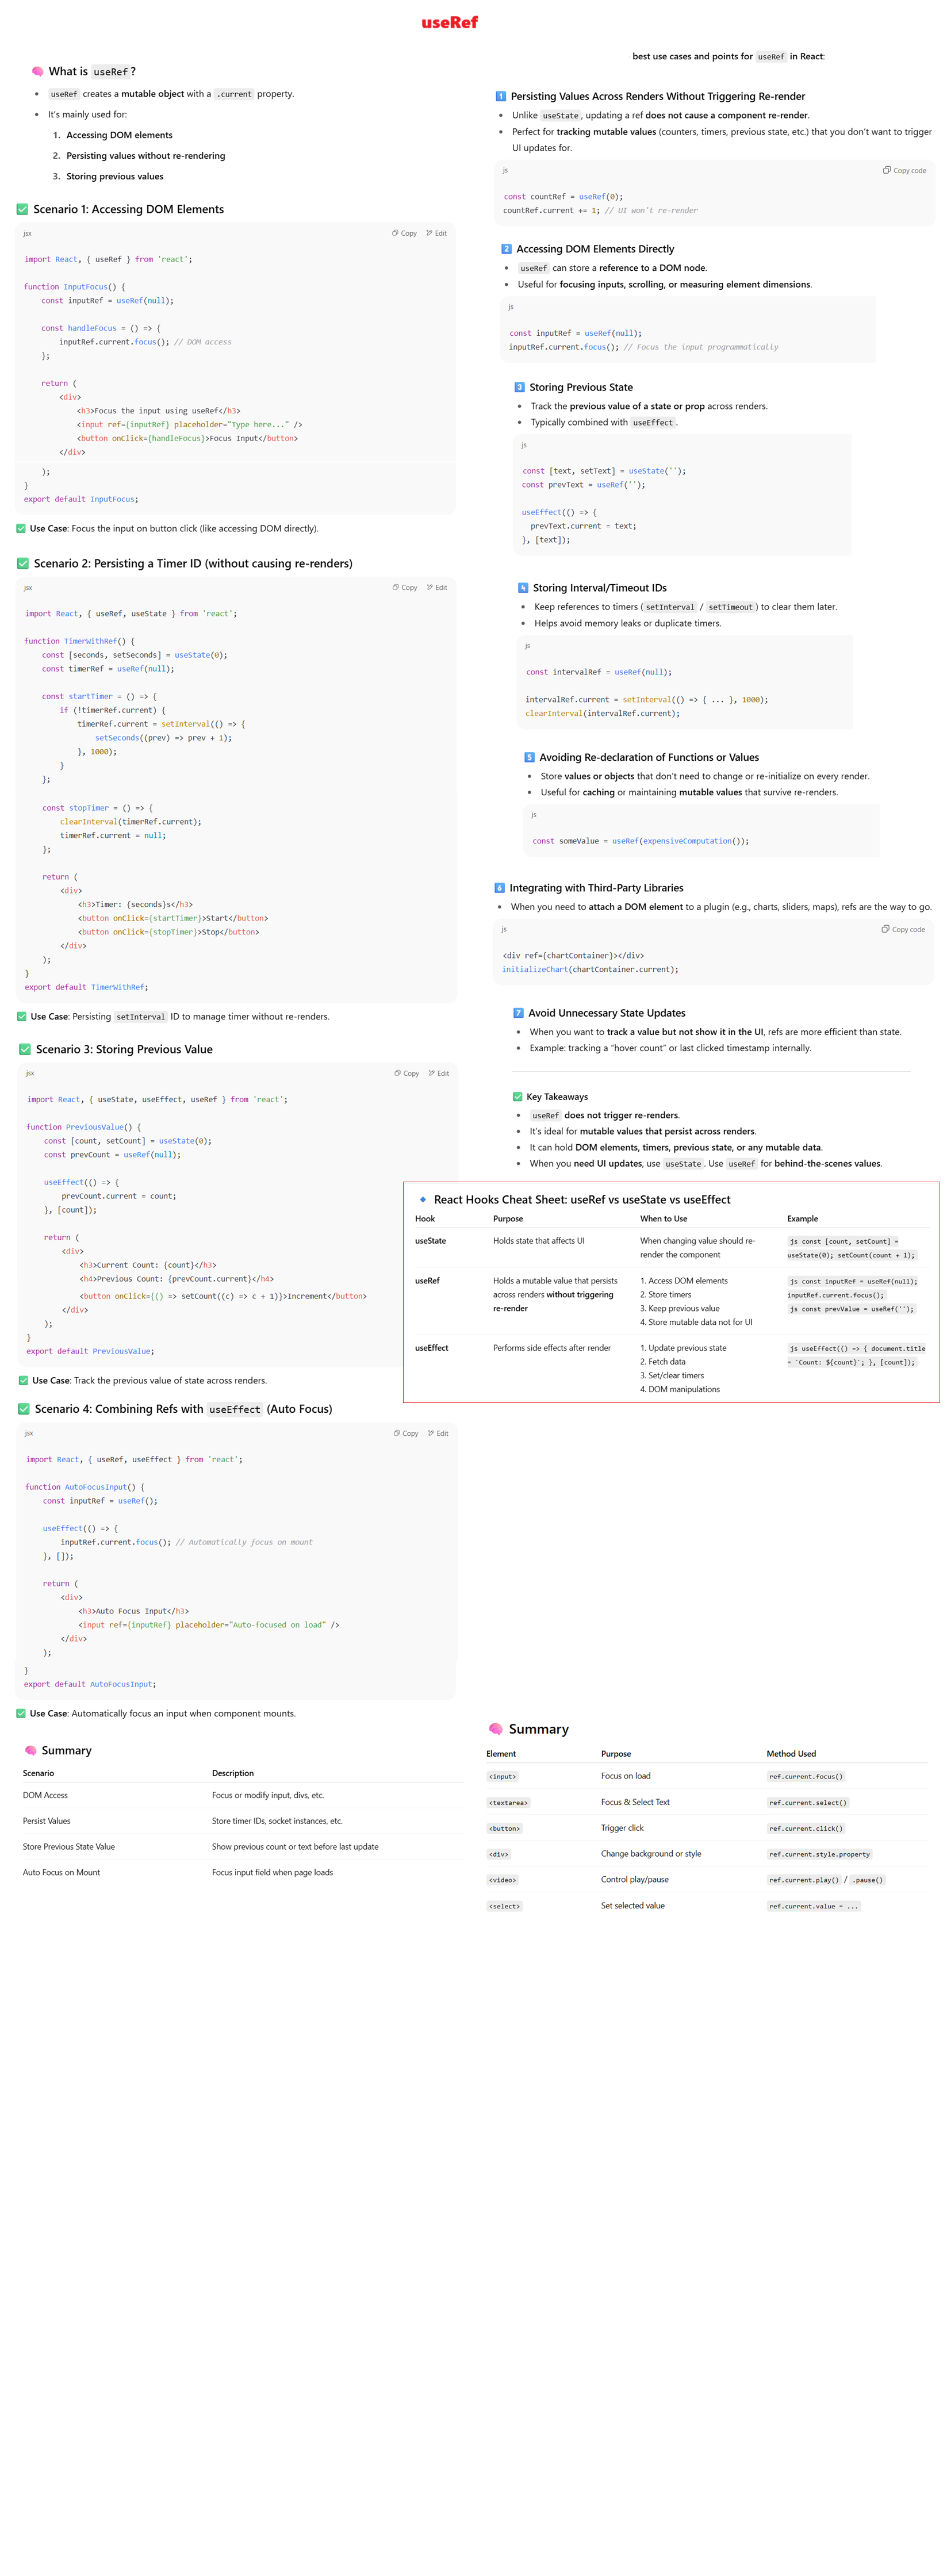 useRef
🧠 What is useRef?
• useRef creates a mutable object with a .current property.
• It's mainly used for:
1. Accessing DOM elements
2. Persisting values without re-rendering
3. Storing previous values
✅ Scenario 1: Accessing DOM Elements
jsx Copy Edit
import React, { useRef } from 'react';
function InputFocus() {
const inputRef = useRef(null);
const handleFocus = () => {
inputRef.current.focus(); // DOM access
};
return (
<div>
<h3>Focus the input using useRef</h3>
<input ref={inputRef} placeholder="Type here..." />
<button onClick={handleFocus}>Focus Input</button>
</div>
);
}
export default InputFocus;
✅ Use Case: Focus the input on button click (like accessing DOM directly).
✅ Scenario 2: Persisting a Timer ID (without causing re-renders)
jsx Copy Edit
import React, { useRef, useState } from 'react';
function TimerWithRef() {
const [seconds, setSeconds] = useState(0);
const timerRef = useRef(null);
const startTimer = () => {
if (!timerRef.current) {
timerRef.current = setInterval(() => {
setSeconds((prev) => prev + 1);
}, 1000);
}
};
const stopTimer = () => {
clearInterval(timerRef.current);
timerRef.current = null;
};
return (
<div>
<h3>Timer: {seconds}s</h3>
<button onClick={startTimer}>Start</button>
<button onClick={stopTimer}>Stop</button>
</div>
);
}
export default TimerWithRef;
✅ Use Case: Persisting setInterval ID to manage timer without re-renders.
✅ Scenario 3: Storing Previous Value
jsx Copy Edit
import React, { useState, useEffect, useRef } from 'react';
function PreviousValue() {
const [count, setCount] = useState(0);
const prevCount = useRef(null);
useEffect(() => {
prevCount.current = count;
}, [count]);
return (
<div>
<h3>Current Count: {count}</h3>
<h4>Previous Count: {prevCount.current}</h4>
<button onClick={() => setCount((c) => c + 1)}>Increment</button>
</div>
);
}
export default PreviousValue;
✅ Use Case: Track the previous value of state across renders.
✅ Scenario 4: Combining Refs with useEffect (Auto Focus)
jsx Copy Edit
import React, { useRef, useEffect } from 'react';
function AutoFocusInput() {
const inputRef = useRef();
useEffect(() => {
inputRef.current.focus(); // Automatically focus on mount
}, []);
return (
<div>
<h3>Auto Focus Input</h3>
<input ref={inputRef} placeholder="Auto-focused on load" />
</div>
);
}
export default AutoFocusInput;
✅ Use Case: Automatically focus an input when component mounts.
🧠 Summary
Scenario Description
DOM Access Focus or modify input, divs, etc.
Persist Values Store timer IDs, socket instances, etc.
Store Previous State Value Show previous count or text before last update
Auto Focus on Mount Focus input field when page loads
best use cases and points for useRef in React:
1️⃣ Persisting Values Across Renders Without Triggering Re-render
• Unlike useState, updating a ref does not cause a component re-render.
• Perfect for tracking mutable values (counters, timers, previous state, etc.) that you don't want to trigger
UI updates for.
js Copy code
const countRef = useRef(0);
countRef.current += 1; // UI won't re-render
2️⃣ Accessing DOM Elements Directly
• useRef can store a reference to a DOM node.
• Useful for focusing inputs, scrolling, or measuring element dimensions.
js
const inputRef = useRef(null);
inputRef.current.focus(); // Focus the input programmatically
3️⃣ Storing Previous State
• Track the previous value of a state or prop across renders.
• Typically combined with useEffect.
js
const [text, setText] = useState('');
const prevText = useRef('');
useEffect(() => {
prevText.current = text;
}, [text]);
4️⃣ Storing Interval/Timeout IDs
• Keep references to timers (setInterval / setTimeout) to clear them later.
• Helps avoid memory leaks or duplicate timers.
js
const intervalRef = useRef(null);
intervalRef.current = setInterval(() => { ... }, 1000);
clearInterval(intervalRef.current);
5️⃣ Avoiding Re-declaration of Functions or Values
• Store values or objects that don't need to change or re-initialize on every render.
• Useful for caching or maintaining mutable values that survive re-renders.
js
const someValue = useRef(expensiveComputation());
6️⃣ Integrating with Third-Party Libraries
• When you need to attach a DOM element to a plugin (e.g., charts, sliders, maps), refs are the way to go.
js Copy code
<div ref={chartContainer}></div>
initializeChart(chartContainer.current);
7️⃣ Avoid Unnecessary State Updates
• When you want to track a value but not show it in the UI, refs are more efficient than state.
• Example: tracking a "hover count" or last clicked timestamp internally.
✅ Key Takeaways
• useRef does not trigger re-renders.
• It's ideal for mutable values that persist across renders.
• It can hold DOM elements, timers, previous state, or any mutable data.
• When you need UI updates, use useState. Use useRef for behind-the-scenes values.
🔹 React Hooks Cheat Sheet: useRef vs useState vs useEffect
Hook Purpose When to Use Example
useState Holds state that affects UI When changing value should re- js const [count, setCount] =
render the component useState(0); setCount(count + 1);
useRef Holds a mutable value that persists 1. Access DOM elements js const inputRef = useRef(null);
across renders without triggering 2. Store timers inputRef.current.focus();
re-render 3. Keep previous value js const prevValue = useRef('');
4. Store mutable data not for UI
useEffect Performs side effects after render 1. Update previous state js useEffect(() => { document.title
2. Fetch data = `Count: ${count}`; }, [count]);
3. Set/clear timers
4. DOM manipulations
🧠 Summary
Element Purpose Method Used
<input> Focus on load ref.current.focus()
<textarea> Focus & Select Text ref.current.select()
<button> Trigger click ref.current.click()
<div> Change background or style ref.current.style.property
<video> Control play/pause ref.current.play() / .pause()
<select> Set selected value ref.current.value = ...